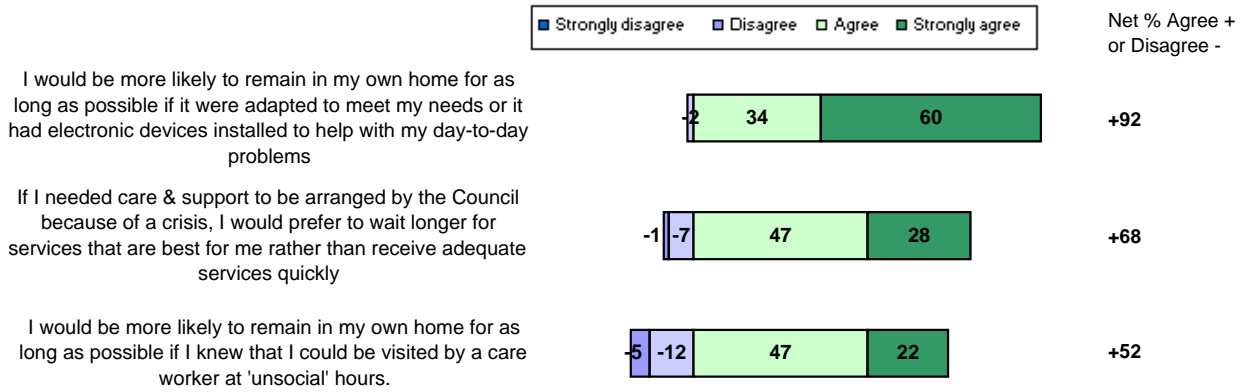 Strongly disagree Disagree Agree Strongly agree
Net % Agree +
or Disagree -
I would be more likely to remain in my own home for as
long as possible if it were adapted to meet my needs or it
had electronic devices installed to help with my day-to-day
problems
-2 34 60 +92
If I needed care & support to be arranged by the Council
because of a crisis, I would prefer to wait longer for
services that are best for me rather than receive adequate
services quickly
-1 -7 47 28 +68
I would be more likely to remain in my own home for as
long as possible if I knew that I could be visited by a care
worker at 'unsocial' hours.
-5 -12 47 22 +52